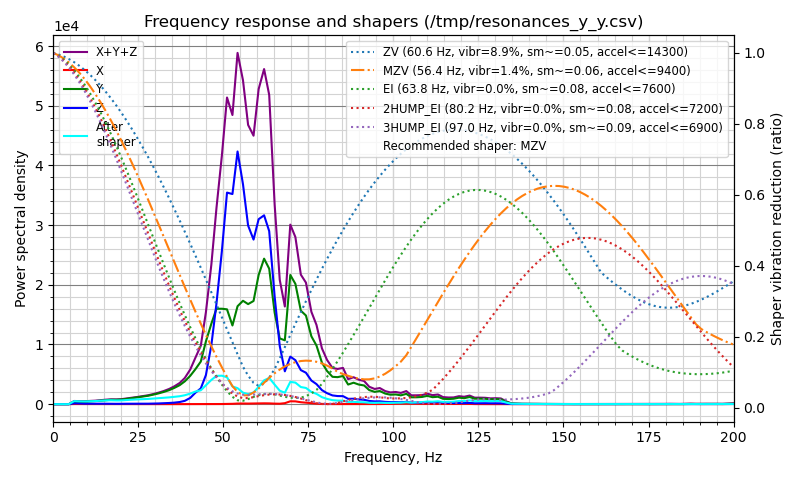 Frequency response and shapers (/tmp/resonances_y_y.csv)
1e4
X+Y+Z
X
Y
Z
After
shaper
ZV (60.6 Hz, vibr=8.9%, sm~=0.05, accel<=14300)
MZV (56.4 Hz, vibr=1.4%, sm~=0.06, accel<=9400)
EI (63.8 Hz, vibr=0.0%, sm~=0.08, accel<=7600)
2HUMP_EI (80.2 Hz, vibr=0.0%, sm~=0.08, accel<=7200)
3HUMP_EI (97.0 Hz, vibr=0.0%, sm~=0.09, accel<=6900)
Recommended shaper: MZV
Power spectral density
6
5
4
3
2
1
0
Shaper vibration reduction (ratio)
1.0
0.8
0.6
0.4
0.2
0.0
0 25 50 75 100 125 150 175 200
Frequency, Hz